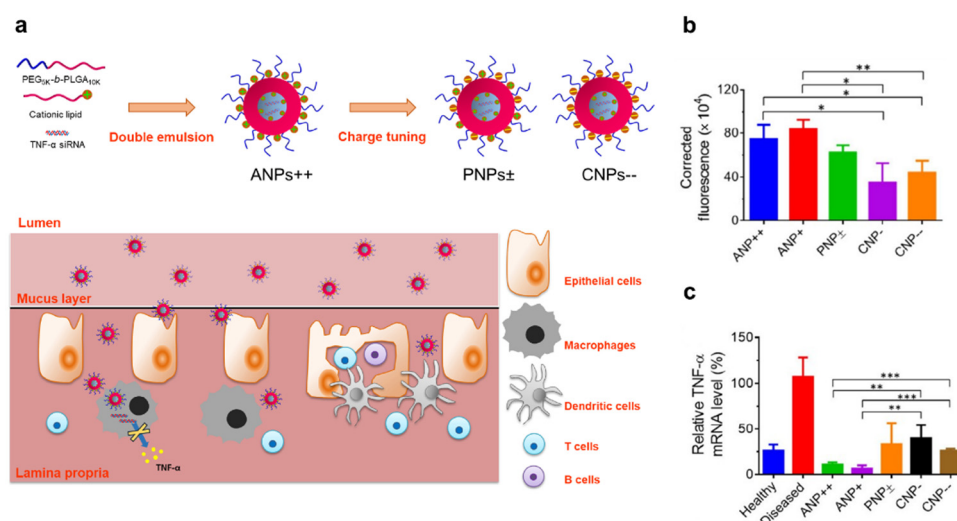 a
PEG5K-b-PLGA10K
Cationic lipid
TNF-α siRNA
Double emulsion
Charge tuning
ANPs++
PNPs±
CNPs--
Lumen
Mucus layer
Lamina propria
TNF-α
Epithelial cells
Macrophages
Dendritic cells
T cells
B cells
b
Corrected
fluorescence (× 10⁴)
120
80
40
0
**
*
*
*
ANP++
ANP+
PNP±
CNP-
CNP--
c
Relative TNF-α
mRNA level (%)
150
100
50
0
***
**
***
**
Healthy
Diseased
ANP++
ANP+
PNP±
CNP-
CNP--